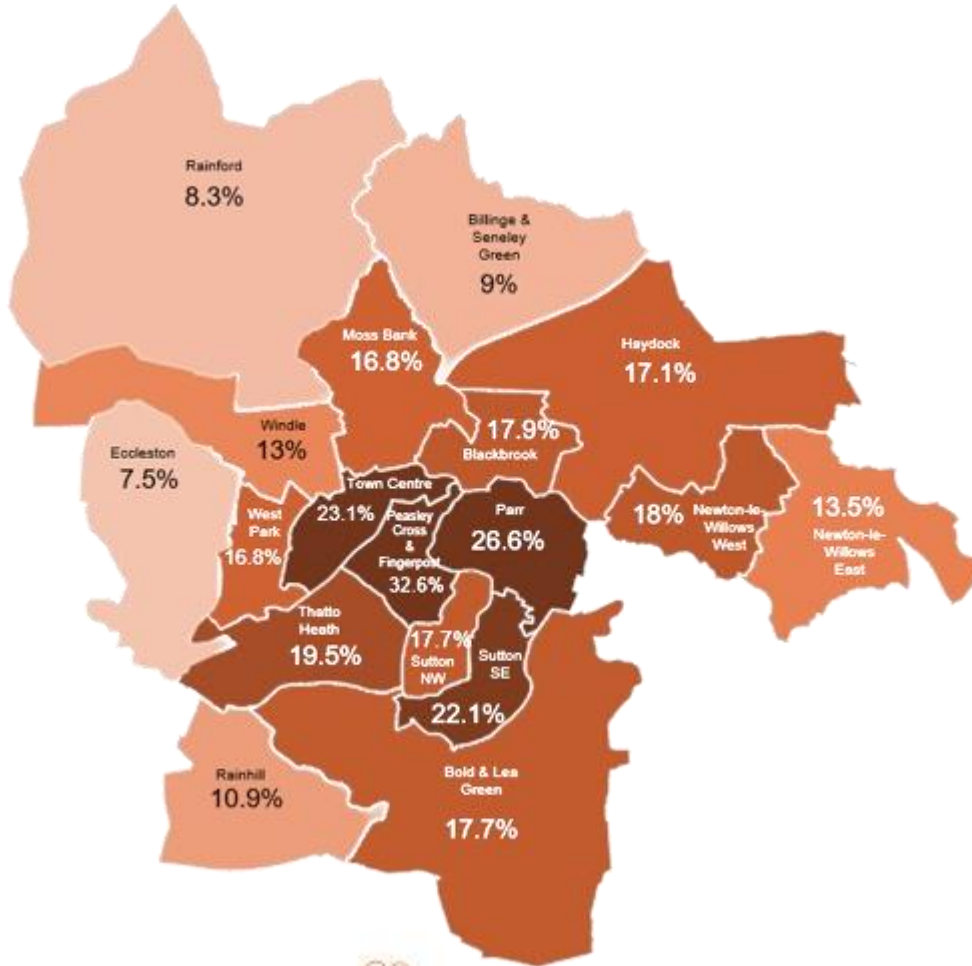 Rainford
8.3%
Billinge &
Seneley
Green
9%
Moss Bank
16.8%
Haydock
17.1%
Windle
13%
17.9%
Blackbrook
Eccleston
7.5%
Town Centre
23.1%
West
Park
16.8%
Peasley
Cross
&
Fingerpost
32.6%
Parr
26.6%
18%
Newton-le-
Willows
West
13.5%
Newton-le-
Willows
East
Thatto
Heath
19.5%
17.7%
Sutton
NW
Sutton
SE
22.1%
Rainhill
10.9%
Bold & Lea
Green
17.7%